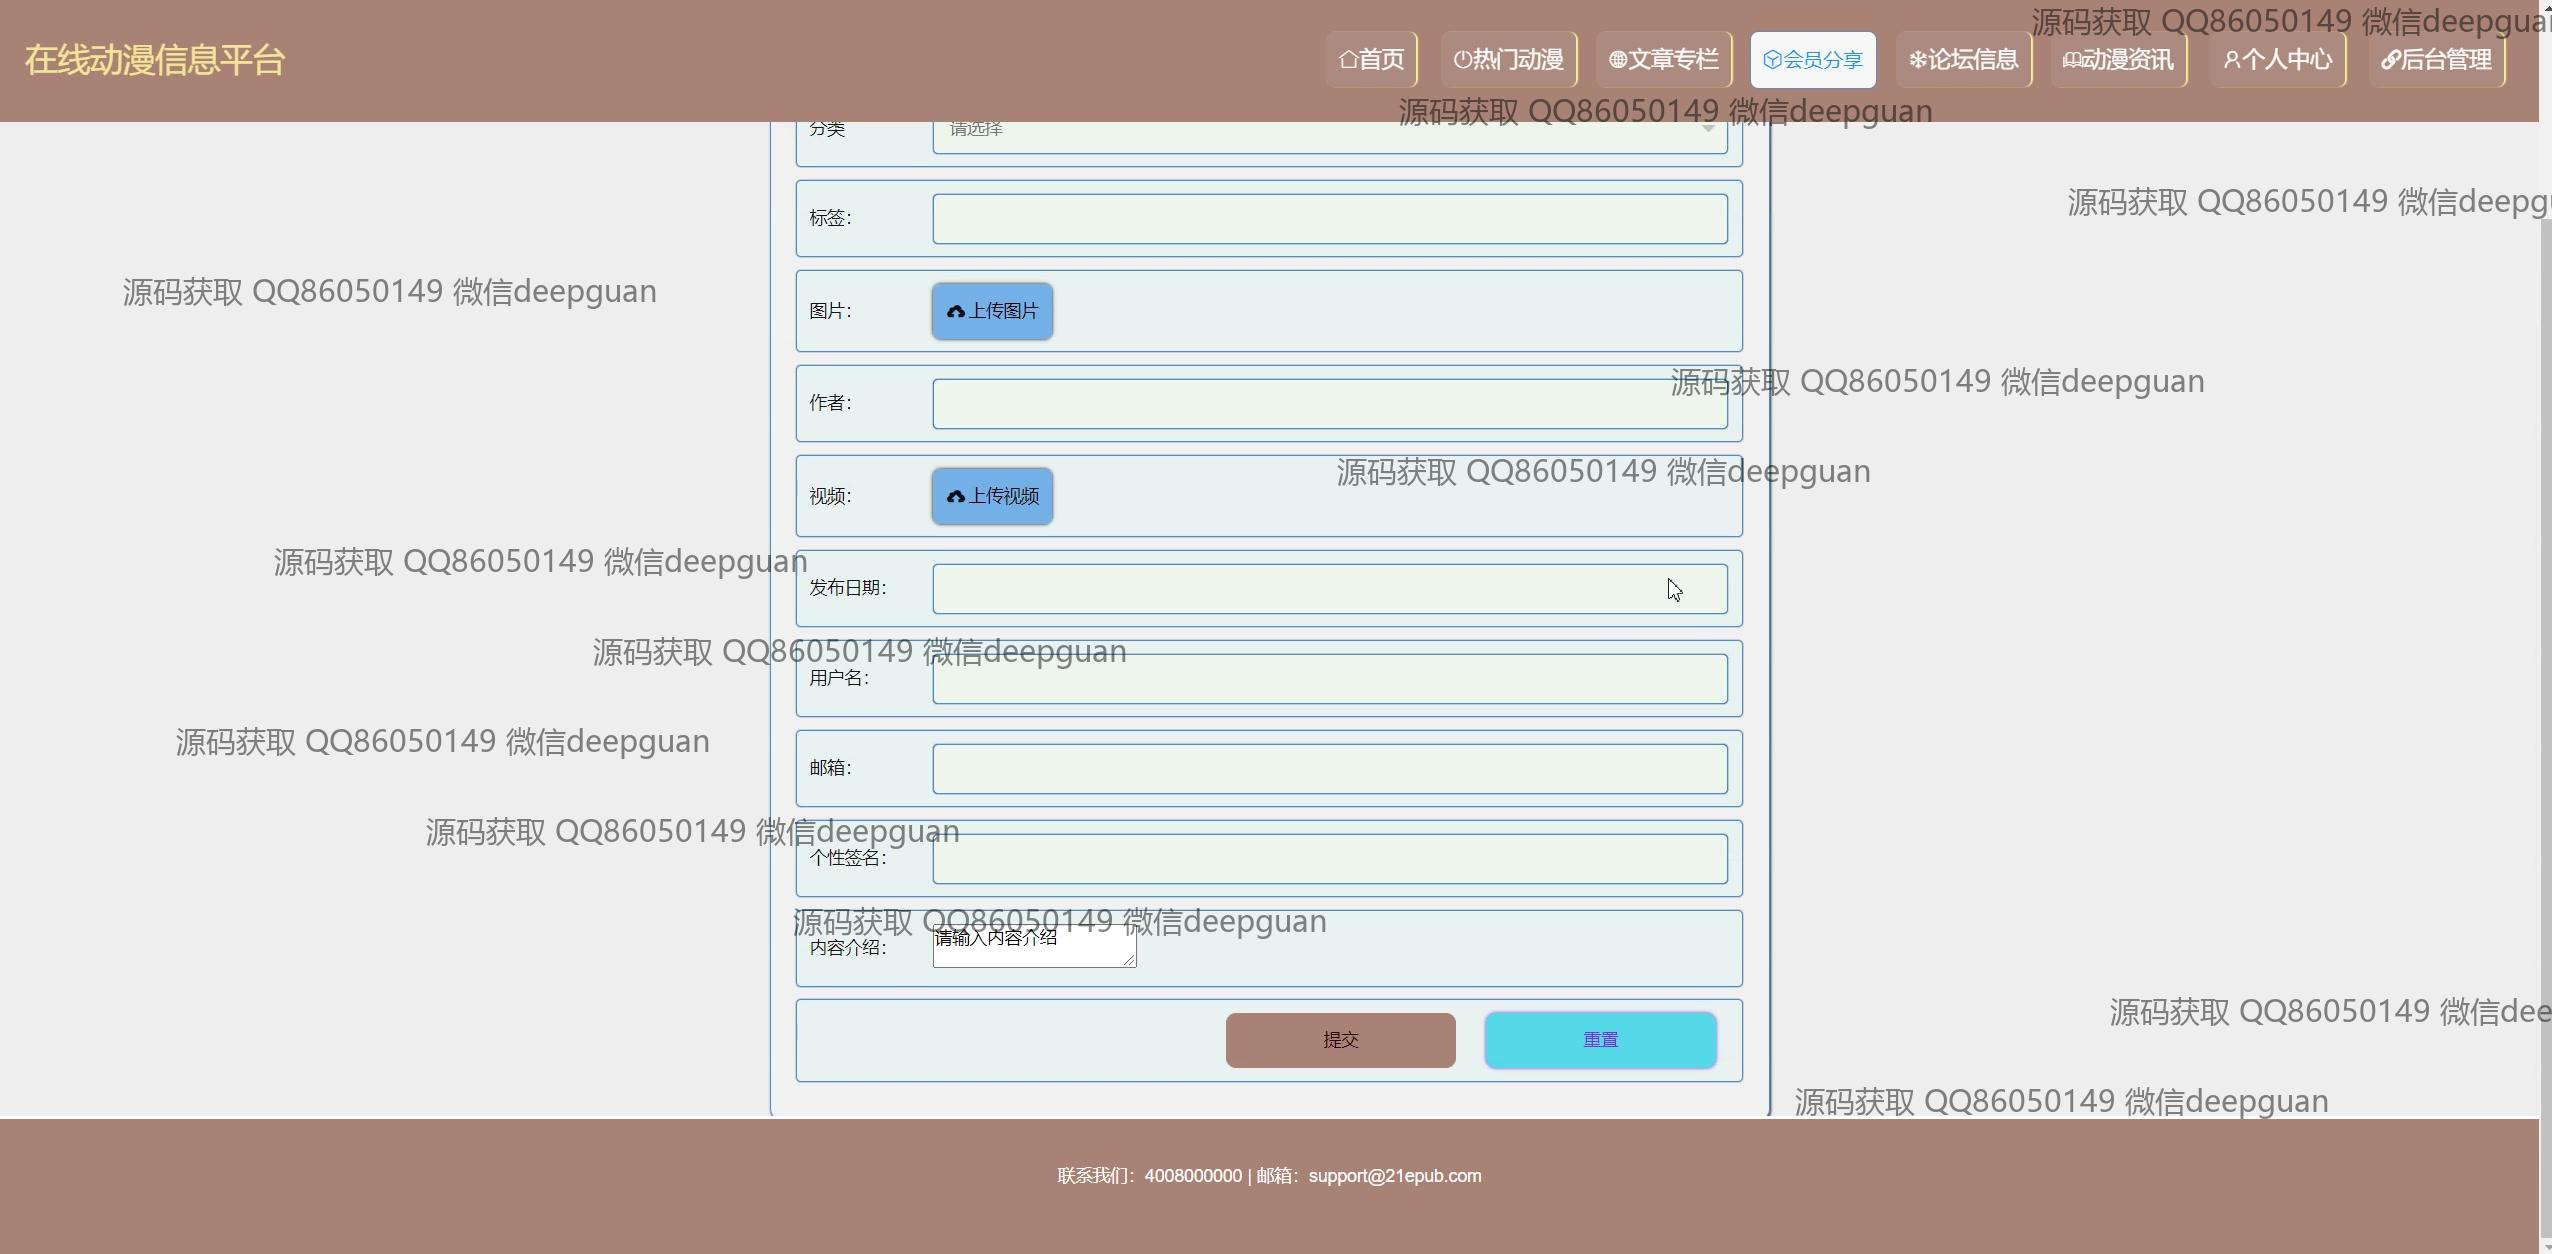 源码获取 QQ86050149 微信deepguan
在线动漫信息平台
首页
热门动漫
文章专栏
会员分享
论坛信息
动漫资讯
个人中心
后台管理
源码获取 QQ86050149 微信deepguan
分类
请选择
源码获取 QQ86050149 微信deepg
标签：
源码获取 QQ86050149 微信deepguan
图片：
上传图片
源码获取 QQ86050149 微信deepguan
作者：
源码获取 QQ86050149 微信deepguan
视频：
上传视频
源码获取 QQ86050149 微信deepguan
发布日期：
源码获取 QQ86050149 微信deepguan
用户名：
源码获取 QQ86050149 微信deepguan
邮箱：
源码获取 QQ86050149 微信deepguan
个性签名：
源码获取 QQ86050149 微信deepguan
内容介绍：
请输入内容介绍
源码获取 QQ86050149 微信dee
提交
重置
源码获取 QQ86050149 微信deepguan
联系我们：4008000000 | 邮箱：support@21epub.com